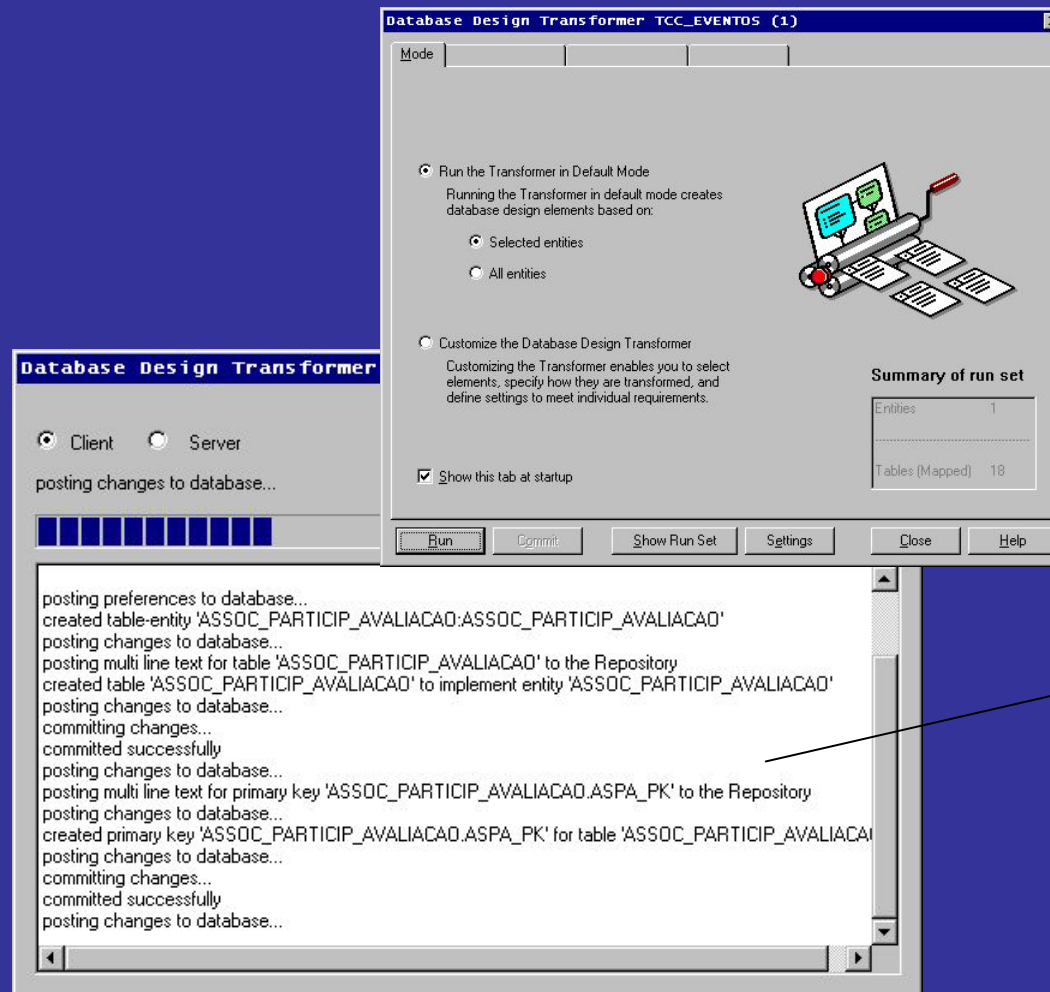 Database Design Transformer TCC_EVENTOS (1)
Mode
Run the Transformer in Default Mode
Running the Transformer in default mode creates
database design elements based on:
Selected entities
All entities
Customize the Database Design Transformer
Customizing the Transformer enables you to select
elements, specify how they are transformed, and
define settings to meet individual requirements.
Summary of run set
Entities 1
Tables (Mapped) 18
Show this tab at startup
Run Commit Show Run Set Settings Close Help
Database Design Transformer
Client Server
posting changes to database...
posting preferences to database...
created table-entity 'ASSOC_PARTICIP_AVALIACAO:ASSOC_PARTICIP_AVALIACAO'
posting changes to database...
posting multi line text for table 'ASSOC_PARTICIP_AVALIACAO' to the Repository
created table 'ASSOC_PARTICIP_AVALIACAO' to implement entity 'ASSOC_PARTICIP_AVALIACAO'
posting changes to database...
committing changes...
committed successfully
posting changes to database...
posting multi line text for primary key 'ASSOC_PARTICIP_AVALIACAO.ASPA_PK' to the Repository
posting changes to database...
created primary key 'ASSOC_PARTICIP_AVALIACAO.ASPA_PK' for table 'ASSOC_PARTICIP_AVALIACA
posting changes to database...
committing changes...
committed successfully
posting changes to database...